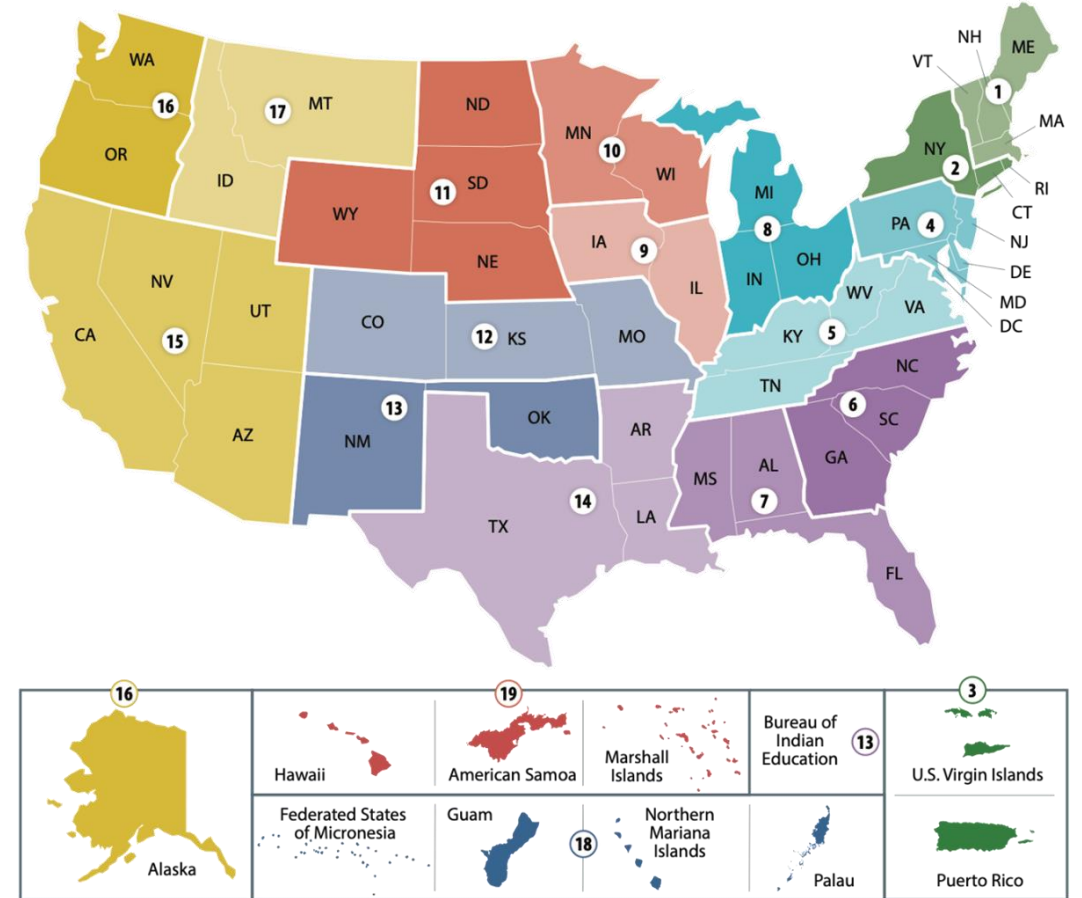 NH
ME
VT
WA
1
16
17
MT
ND
MA
MN
OR
10
NY
2
ID
11
SD
WI
MI
RI
WY
CT
PA
4
8
IA
9
NJ
NE
OH
NV
DE
IN
IL
WV
UT
MD
VA
CO
DC
CA
15
12
KS
MO
KY
5
NC
TN
13
6
OK
SC
AR
AZ
NM
GA
AL
MS
14
7
LA
TX
FL
16
19
3
Bureau of
Indian
Education
13
Hawaii
American Samoa
Marshall
Islands
U.S. Virgin Islands
Federated States
of Micronesia
Guam
18
Northern
Mariana
Islands
Alaska
Palau
Puerto Rico